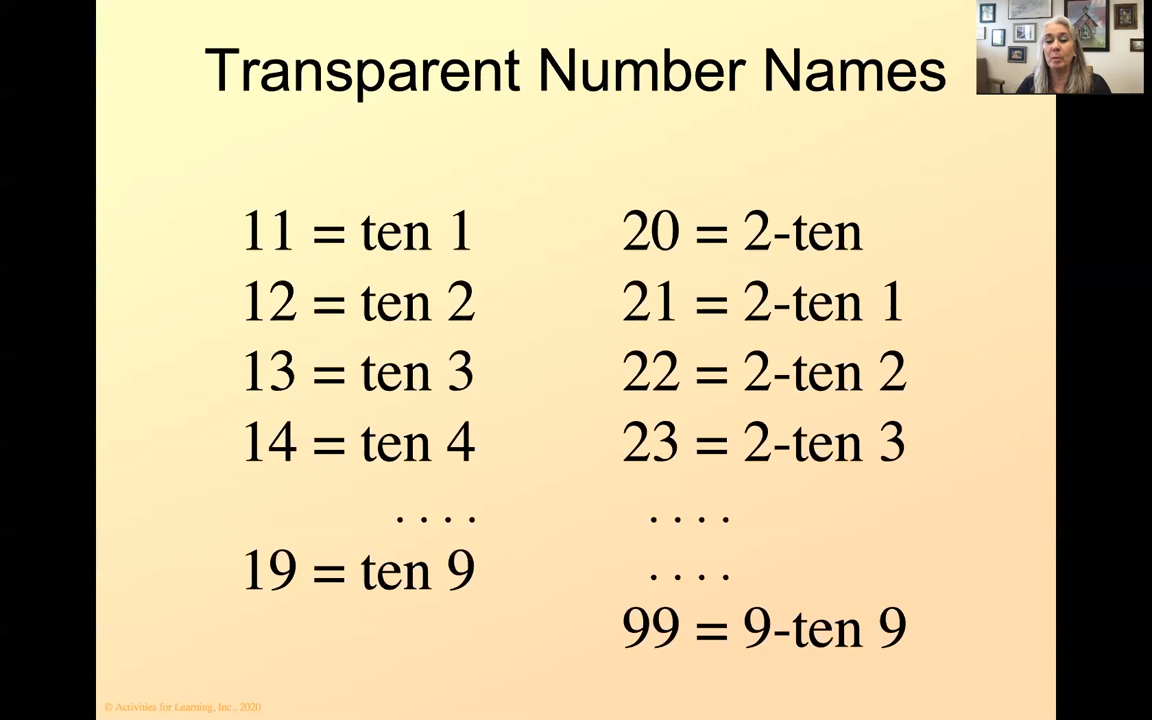 Transparent Number Names
11 = ten 1
12 = ten 2
13 = ten 3
14 = ten 4
. . . .
19 = ten 9
20 = 2-ten
21 = 2-ten 1
22 = 2-ten 2
23 = 2-ten 3
. . . .
. . . .
99 = 9-ten 9
© Activities for Learning, Inc., 2020